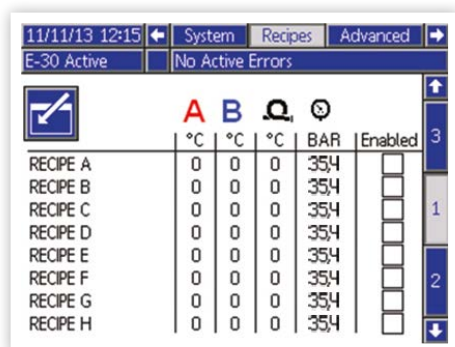 11/11/13 12:15 System Recipes Advanced
E-30 Active No Active Errors
A B
°C °C °C BAR Enabled
RECIPE A 0 0 0 35,4
RECIPE B 0 0 0 35,4
RECIPE C 0 0 0 35,4
RECIPE D 0 0 0 35,4
RECIPE E 0 0 0 35,4
RECIPE F 0 0 0 35,4
RECIPE G 0 0 0 35,4
RECIPE H 0 0 0 35,4
3
1
2